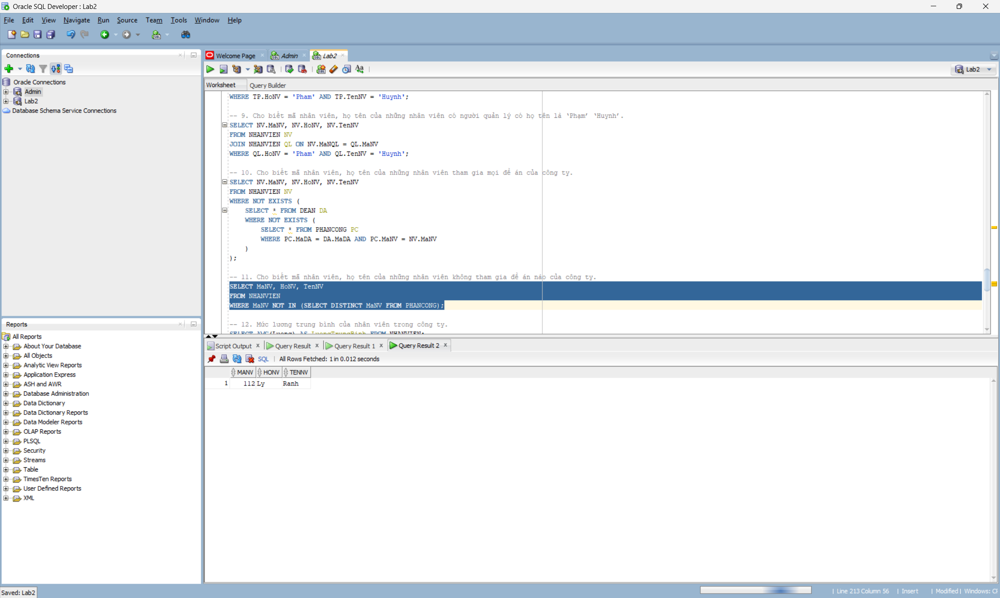 Oracle SQL Developer : Lab2
File Edit View Navigate Run Source Team Tools Window Help
Connections
Oracle Connections
Admin
Lab2
Database Schema Service Connections
Reports
All Reports
About Your Database
All Objects
Analytic View Reports
Application Express
ASH and AWR
Database Administration
Data Dictionary
Data Dictionary Reports
Data Modeler Reports
OLAP Reports
PLSQL
Security
Streams
Table
TimesTen Reports
User Defined Reports
XML
Welcome Page Admin Lab2
Lab2
Worksheet Query Builder
WHERE TP.HoNV = 'Pham' AND TP.TenNV = 'Huynh';
-- 9. Cho biết mã nhân viên, họ tên của những nhân viên có người quản lý có họ tên là ‘Phạm’ ‘Huynh’.
SELECT NV.MaNV, NV.HoNV, NV.TenNV
FROM NHANVIEN NV
JOIN NHANVIEN QL ON NV.MaNQL = QL.MaNV
WHERE QL.HoNV = 'Pham' AND QL.TenNV = 'Huynh';
-- 10. Cho biết mã nhân viên, họ tên của những nhân viên tham gia mọi đề án của công ty.
SELECT NV.MaNV, NV.HoNV, NV.TenNV
FROM NHANVIEN NV
WHERE NOT EXISTS (
SELECT * FROM DEAN DA
WHERE NOT EXISTS (
SELECT * FROM PHANCONG PC
WHERE PC.MaDA = DA.MaDA AND PC.MaNV = NV.MaNV
)
);
-- 11. Cho biết mã nhân viên, họ tên của những nhân viên không tham gia đề án nào của công ty.
SELECT MaNV, HoNV, TenNV
FROM NHANVIEN
WHERE MaNV NOT IN (SELECT DISTINCT MaNV FROM PHANCONG);
-- 12. Mức lương trung bình của nhân viên trong công ty.
SELECT AVG(Luong) AS LuongTrungBinh FROM NHANVIEN;
Script Output Query Result Query Result 1 Query Result 2
SQL All Rows Fetched: 1 in 0.012 seconds
MANV HONV TENNV
1 112 Ly Ranh
Saved: Lab2
Line 213 Column 56 Insert Modified Windows: